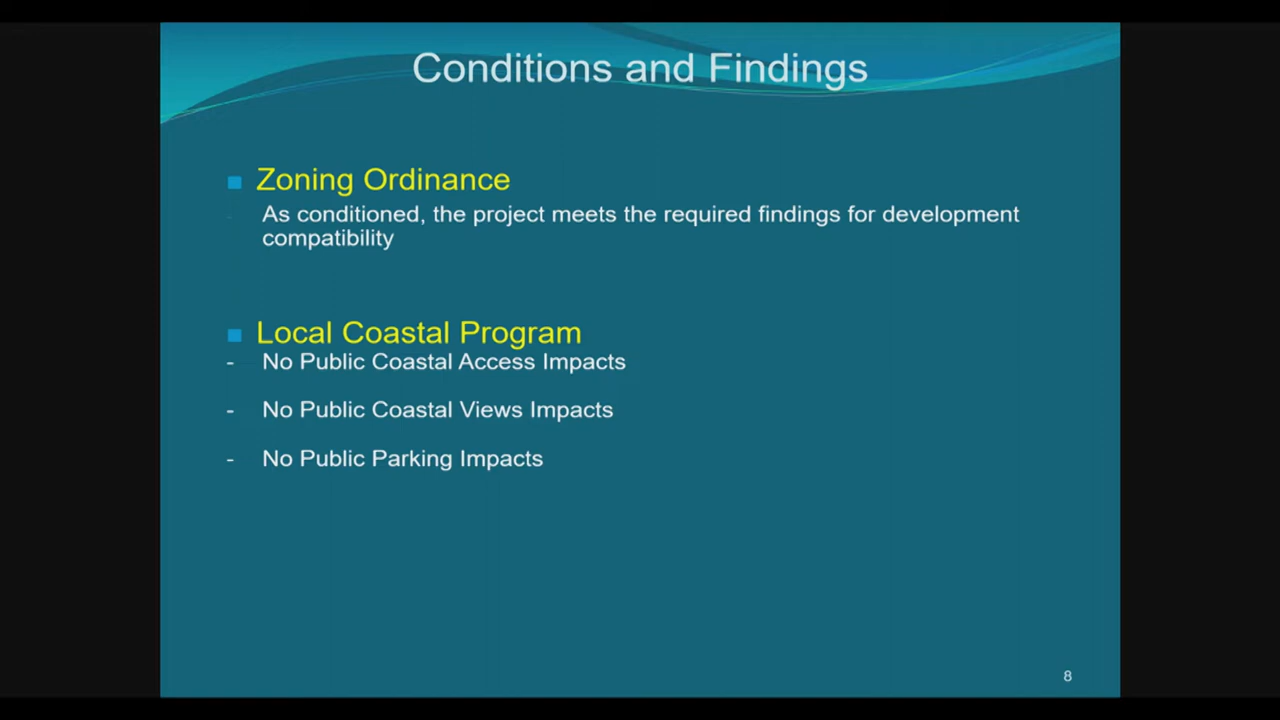 Conditions and Findings
Zoning Ordinance
As conditioned, the project meets the required findings for development
compatibility
Local Coastal Program
- No Public Coastal Access Impacts
- No Public Coastal Views Impacts
- No Public Parking Impacts
8